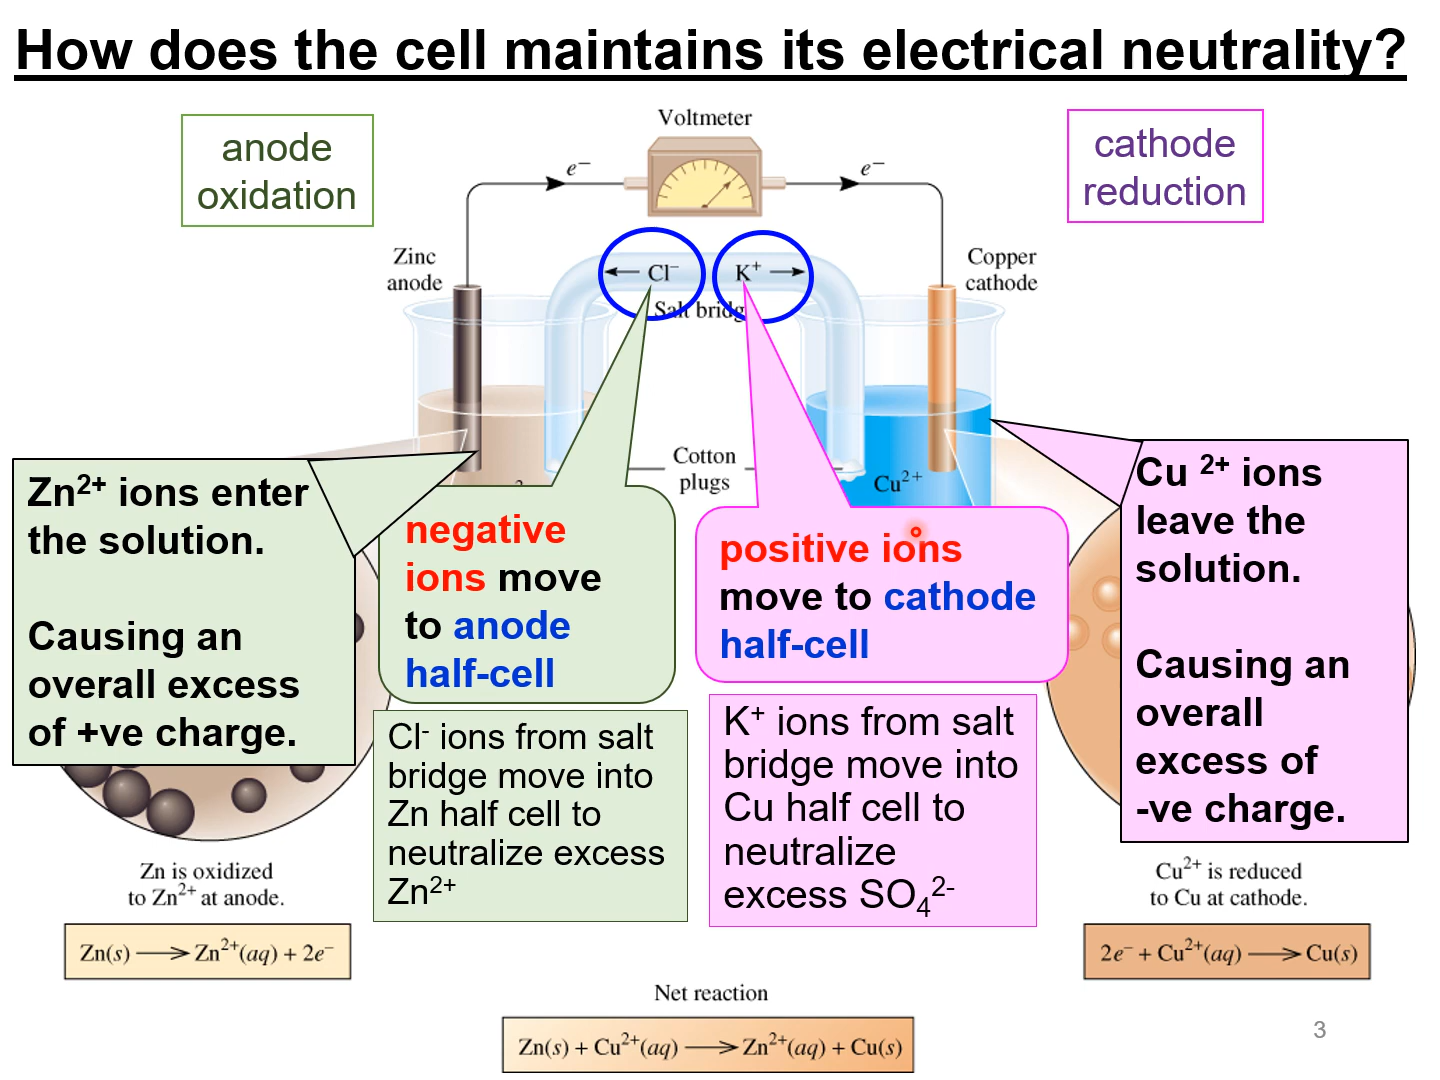 How does the cell maintains its electrical neutrality?
anode
oxidation
Voltmeter
cathode
reduction
e⁻
e⁻
Zinc
anode
Cl⁻
K⁺
Salt bridg
Copper
cathode
Cotton
plugs
Cu²⁺
Zn²⁺ ions enter
the solution.
Causing an
overall excess
of +ve charge.
negative
ions move
to anode
half-cell
positive ions
move to cathode
half-cell
Cu ²⁺ ions
leave the
solution.
Causing an
overall
excess of
-ve charge.
Cl⁻ ions from salt
bridge move into
Zn half cell to
neutralize excess
Zn²⁺
K⁺ ions from salt
bridge move into
Cu half cell to
neutralize
excess SO₄²⁻
Zn is oxidized
to Zn²⁺ at anode.
Zn(s) ⟶ Zn²⁺(aq) + 2e⁻
Cu²⁺ is reduced
to Cu at cathode.
2e⁻ + Cu²⁺(aq) ⟶ Cu(s)
Net reaction
Zn(s) + Cu²⁺(aq) ⟶ Zn²⁺(aq) + Cu(s)
3